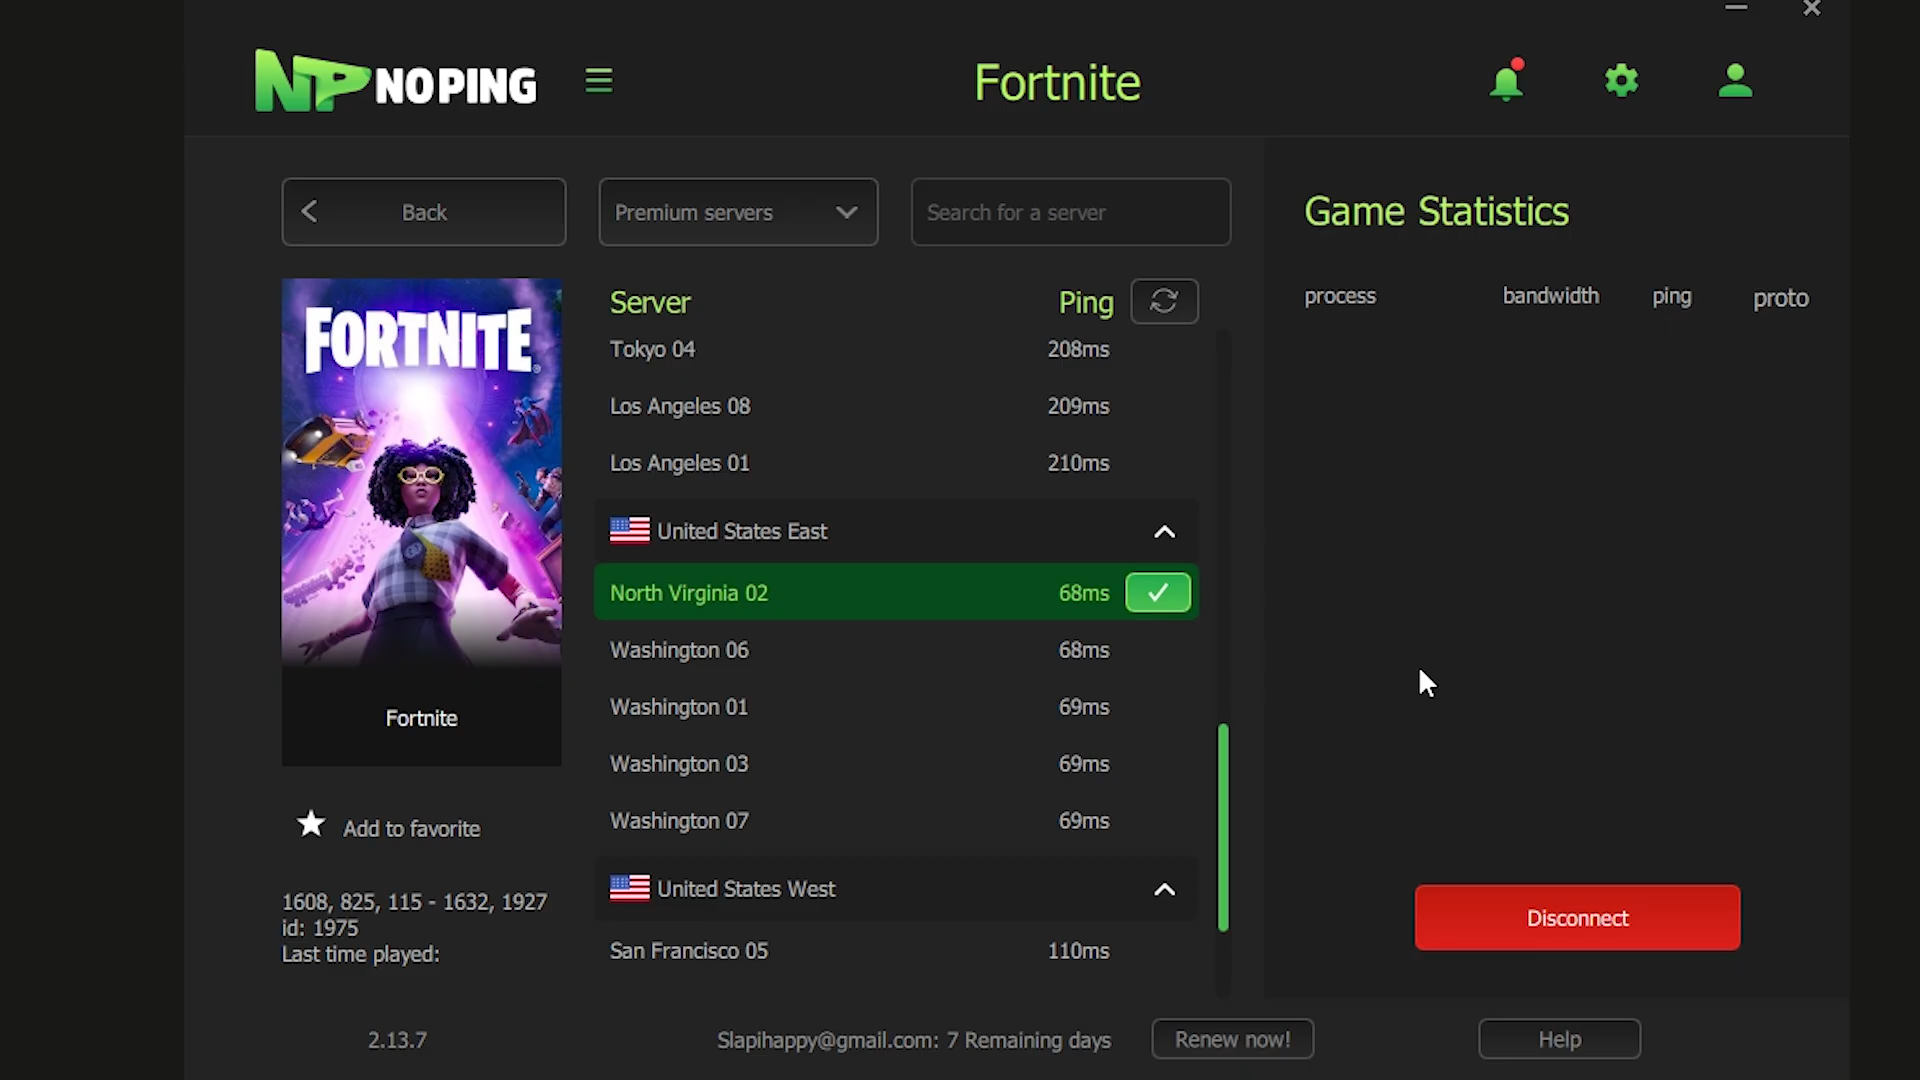 NP NOPING
Fortnite
Back
Premium servers
Search for a server
Game Statistics
process bandwidth ping proto
FORTNITE
Fortnite
Add to favorite
1608, 825, 115 - 1632, 1927
id: 1975
Last time played:
Server Ping
Tokyo 04 208ms
Los Angeles 08 209ms
Los Angeles 01 210ms
United States East
North Virginia 02 68ms
Washington 06 68ms
Washington 01 69ms
Washington 03 69ms
Washington 07 69ms
United States West
San Francisco 05 110ms
Disconnect
2.13.7
Slapihappy@gmail.com: 7 Remaining days
Renew now!
Help